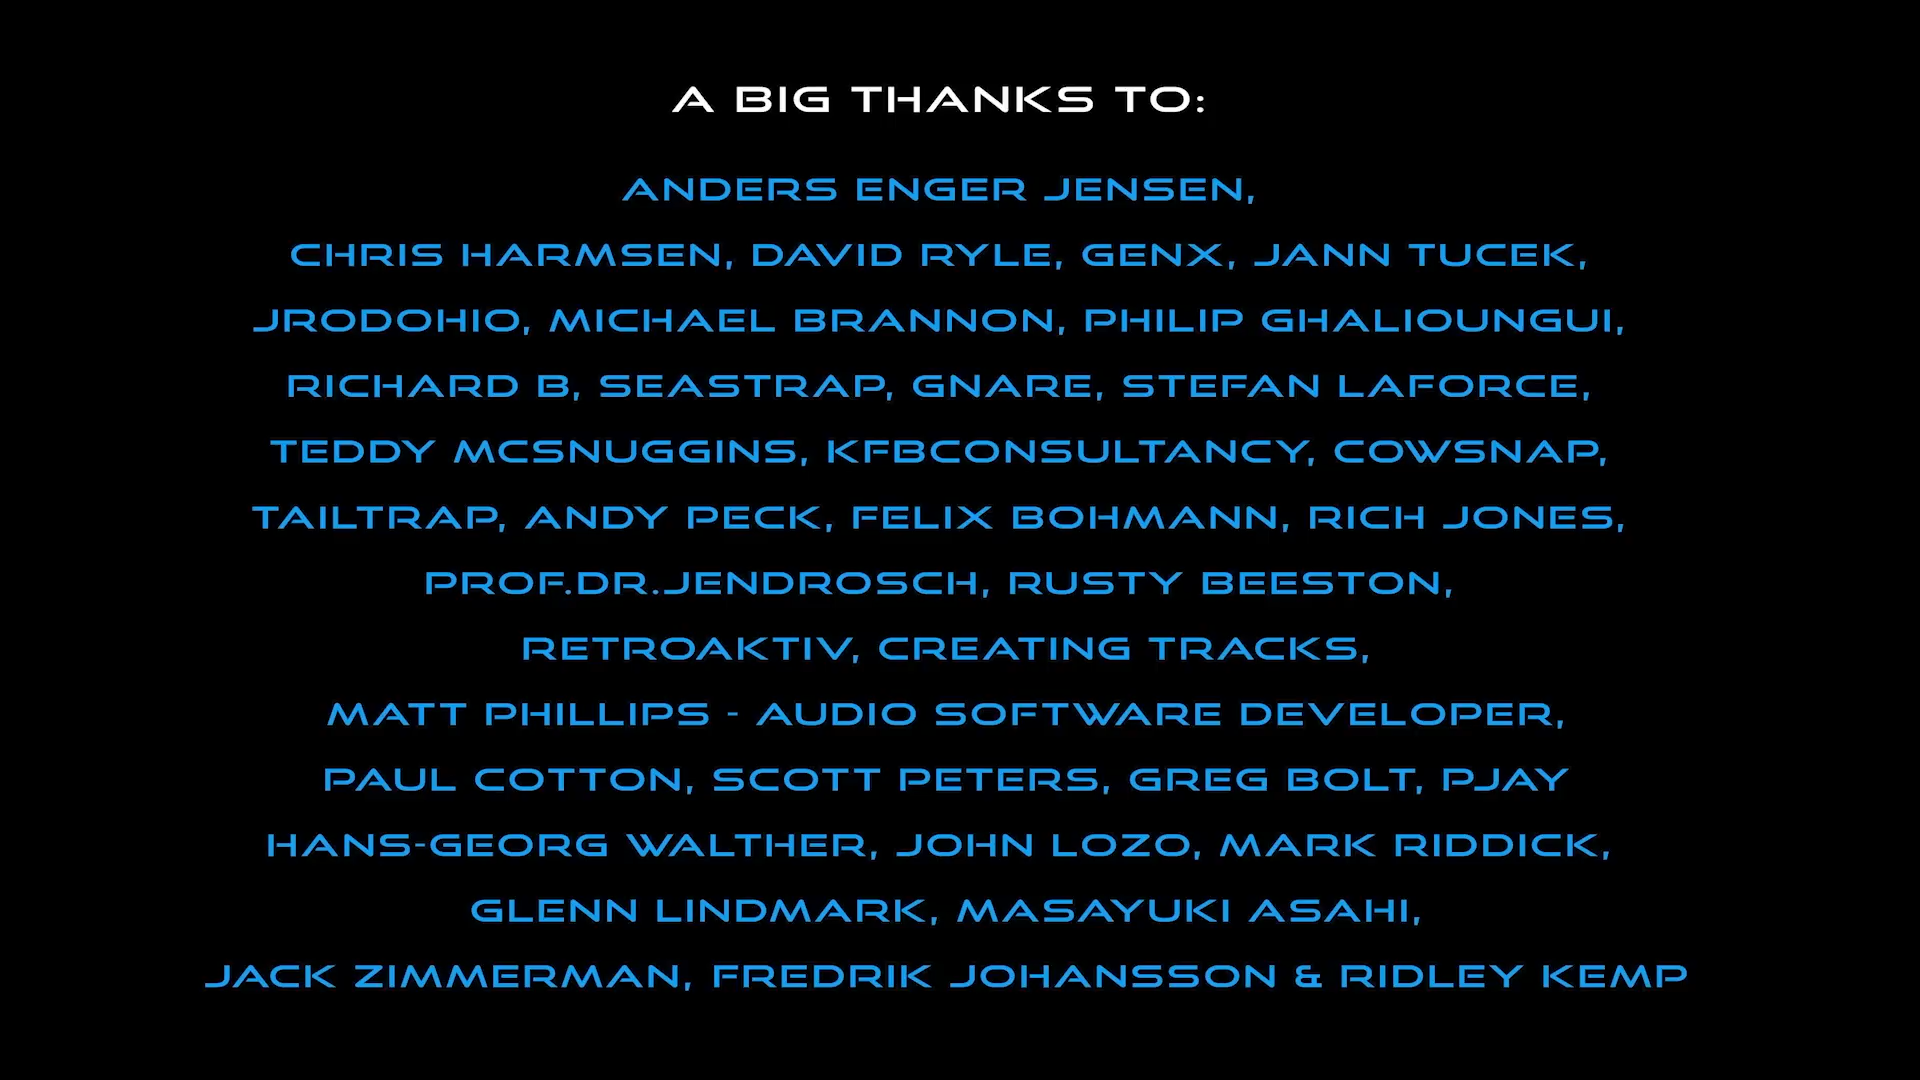 A BIG THANKS TO:
ANDERS ENGER JENSEN,
CHRIS HARMSEN, DAVID RYLE, GENX, JANN TUCEK,
JRODOHIO, MICHAEL BRANNON, PHILIP GHALIOUNGUI,
RICHARD B, SEASTRAP, GNARE, STEFAN LAFORCE,
TEDDY MCSNUGGINS, KFBCONSULTANCY, COWSNAP,
TAILTRAP, ANDY PECK, FELIX BOHMANN, RICH JONES,
PROF.DR.JENDROSCH, RUSTY BEESTON,
RETROAKTIV, CREATING TRACKS,
MATT PHILLIPS - AUDIO SOFTWARE DEVELOPER,
PAUL COTTON, SCOTT PETERS, GREG BOLT, PJAY
HANS-GEORG WALTHER, JOHN LOZO, MARK RIDDICK,
GLENN LINDMARK, MASAYUKI ASAHI,
JACK ZIMMERMAN, FREDRIK JOHANSSON & RIDLEY KEMP